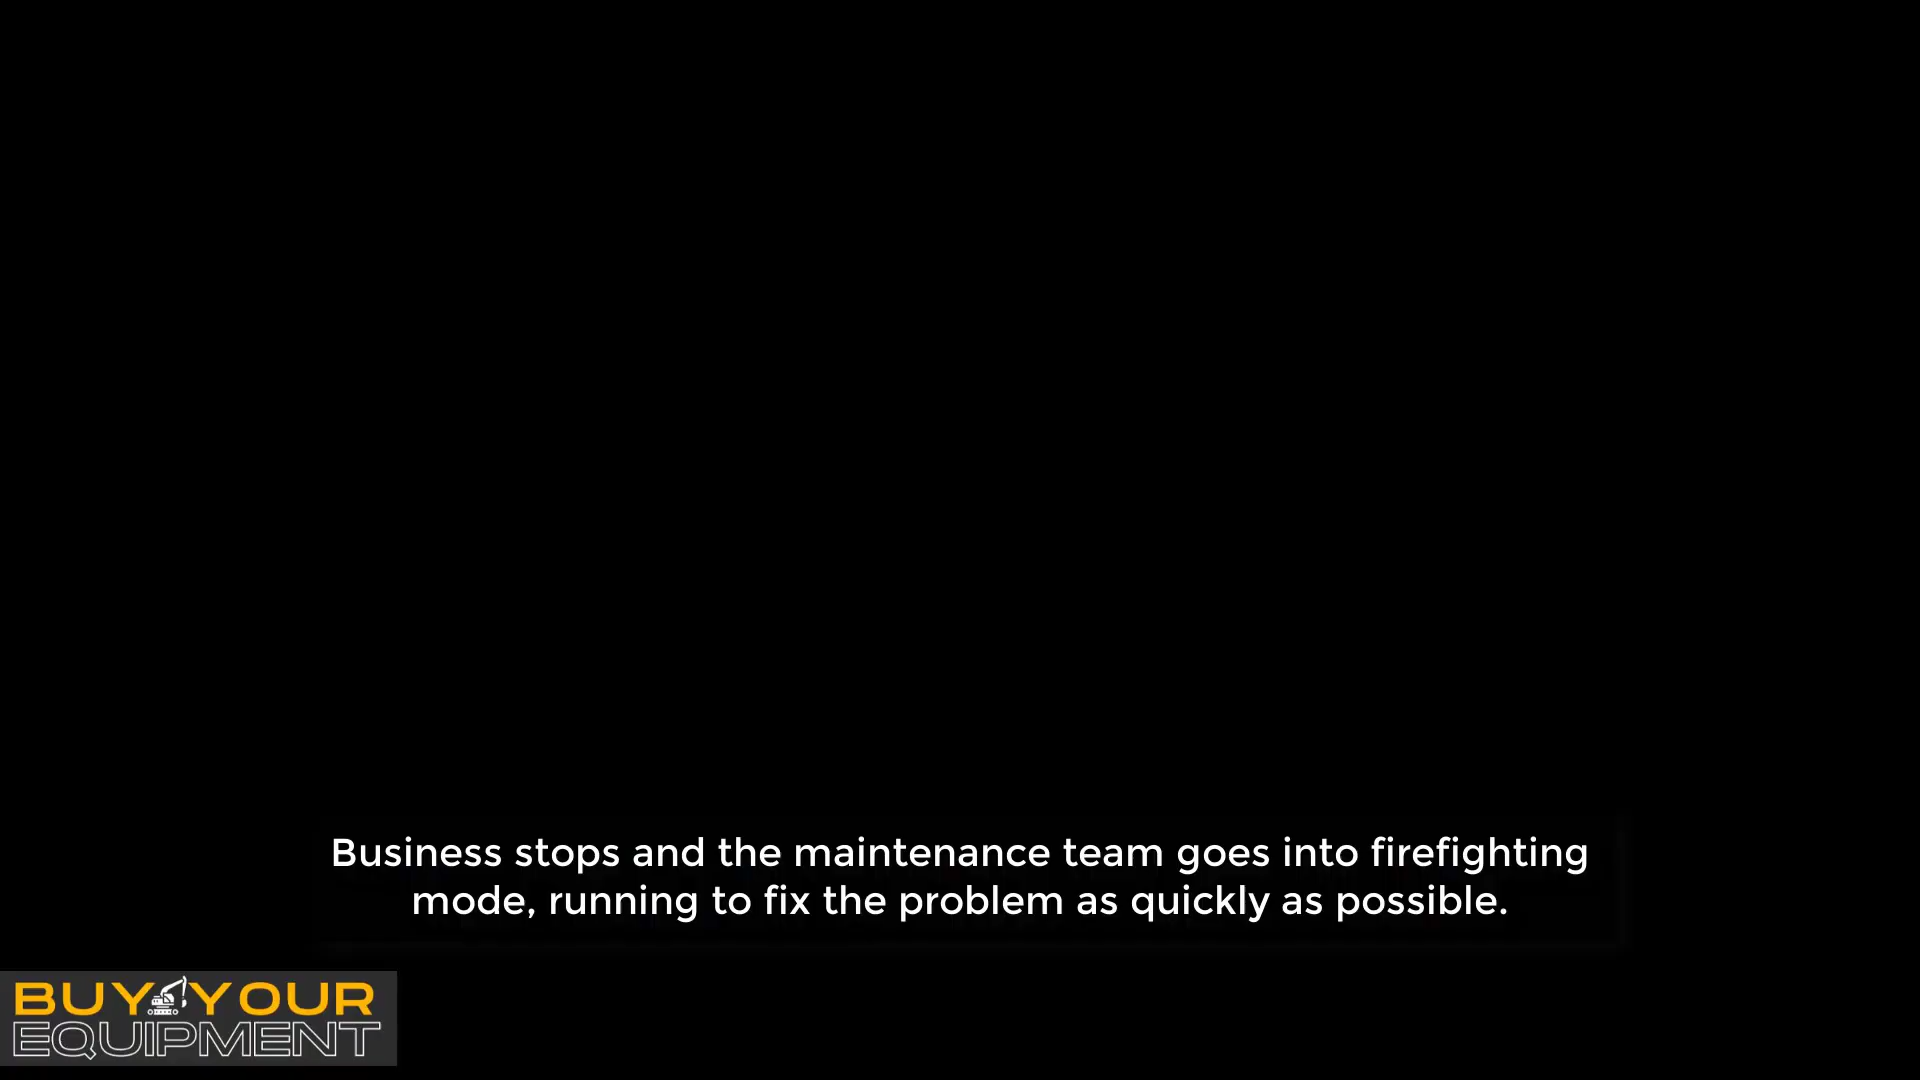 Business stops and the maintenance team goes into firefighting
mode, running to fix the problem as quickly as possible.
BUY YOUR
EQUIPMENT